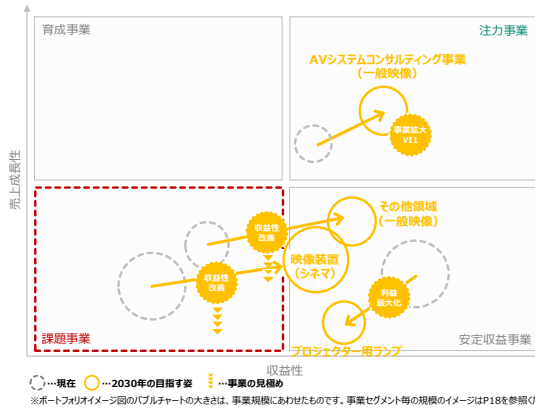 育成事業
注力事業
AVシステムコンサルティング事業
(一般映像)
事業拡大
V11
売上成長性
収益性
改善
その他領域
(一般映像)
映像装置
(シネマ)
収益性
改善
利益
最大化
プロジェクター用ランプ
課題事業
安定収益事業
収益性
…現在
…2030年の目指す姿
…事業の見極め
※ポートフォリオイメージ図のバブルチャートの大きさは、事業規模にあわせたものです。事業セグメント毎の規模のイメージはP18を参照くだ